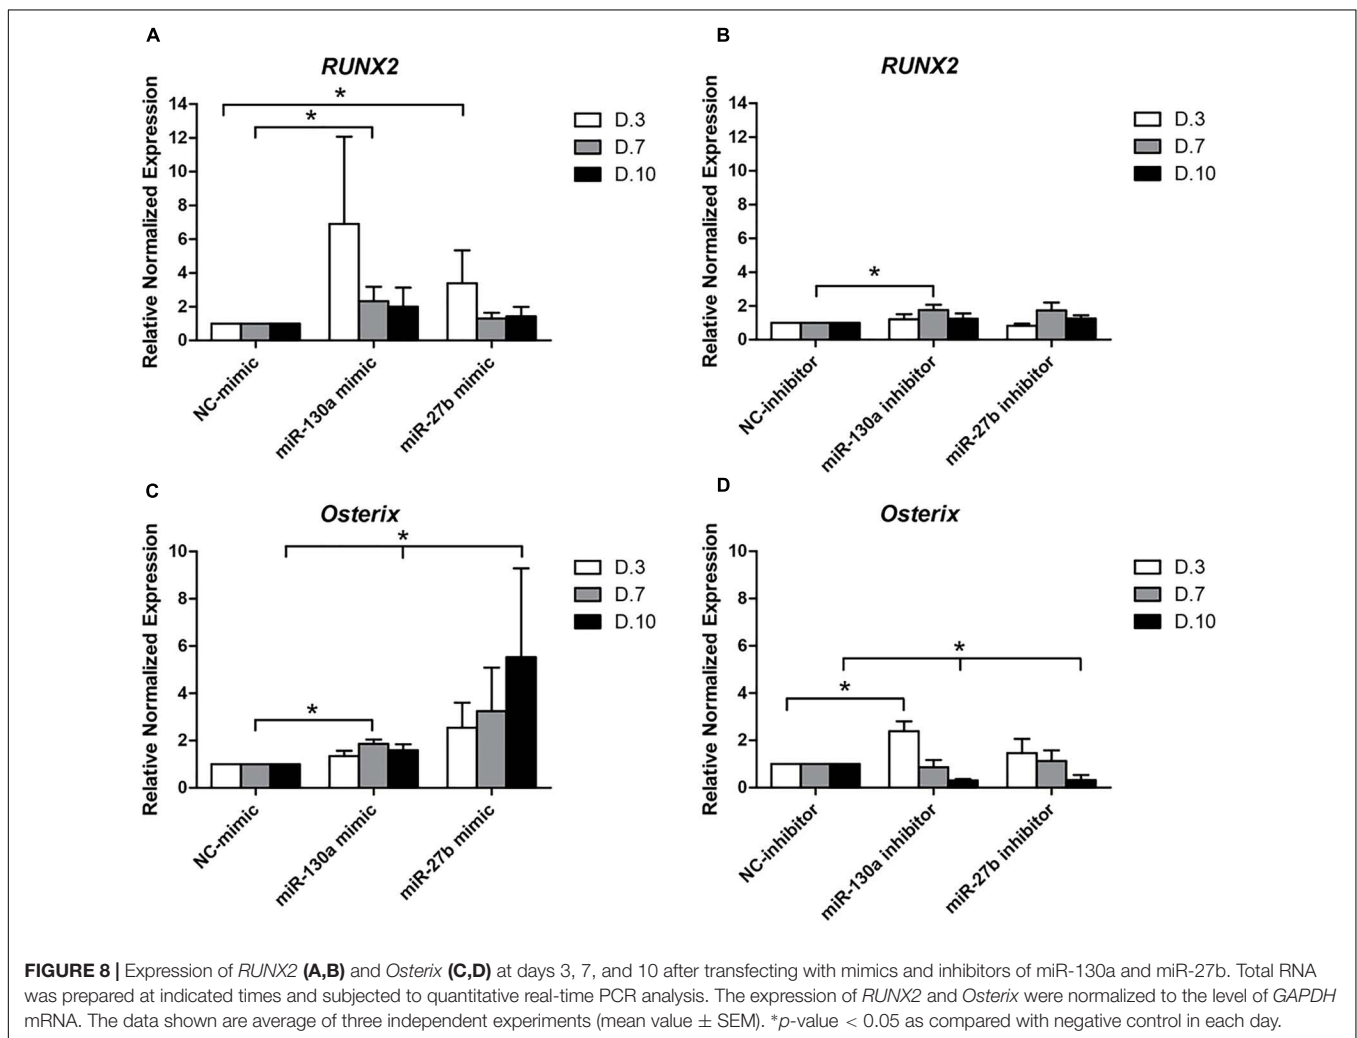 A
RUNX2
Relative Normalized Expression
14
12
10
8
6
4
2
0
*
*
NC-mimic
miR-130a mimic
miR-27b mimic
D.3
D.7
D.10
B
RUNX2
Relative Normalized Expression
14
12
10
8
6
4
2
0
*
NC-inhibitor
miR-130a inhibitor
miR-27b inhibitor
D.3
D.7
D.10
C
Osterix
Relative Normalized Expression
10
8
6
4
2
0
*
*
NC-mimic
miR-130a mimic
miR-27b mimic
D.3
D.7
D.10
D
Osterix
Relative Normalized Expression
10
8
6
4
2
0
*
*
NC-inhibitor
miR-130a inhibitor
miR-27b inhibitor
D.3
D.7
D.10
FIGURE 8 | Expression of RUNX2 (A,B) and Osterix (C,D) at days 3, 7, and 10 after transfecting with mimics and inhibitors of miR-130a and miR-27b. Total RNA
was prepared at indicated times and subjected to quantitative real-time PCR analysis. The expression of RUNX2 and Osterix were normalized to the level of GAPDH
mRNA. The data shown are average of three independent experiments (mean value ± SEM). *p-value < 0.05 as compared with negative control in each day.